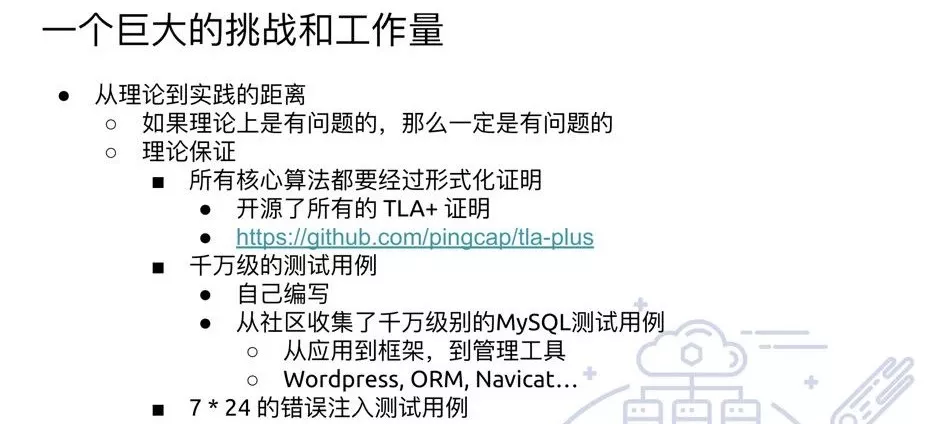 一个巨大的挑战和工作量
● 从理论到实践的距离
○ 如果理论上是有问题的，那么一定是有问题的
○ 理论保证
■ 所有核心算法都要经过形式化证明
● 开源了所有的 TLA+ 证明
● https://github.com/pingcap/tla-plus
■ 千万级的测试用例
● 自己编写
● 从社区收集了千万级别的MySQL测试用例
○ 从应用到框架，到管理工具
○ Wordpress, ORM, Navicat…
■ 7 * 24 的错误注入测试用例